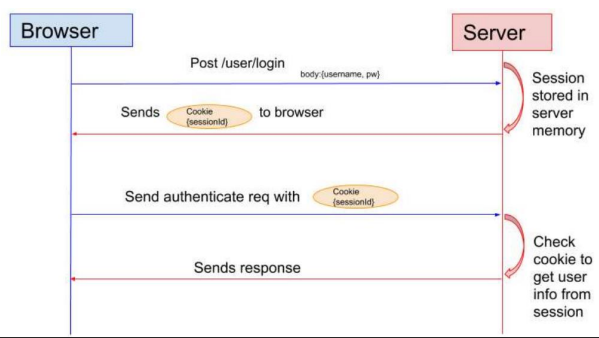 Browser
Server
Post /user/login
body:{username, pw}
Session
stored in
server
memory
Sends
Cookie
{sessionId}
to browser
Send authenticate req with
Cookie
{sessionId}
Check
cookie to
get user
info from
session
Sends response